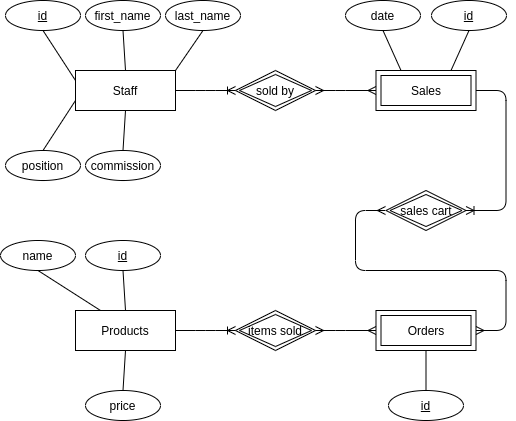 id
first_name
last_name
date
id
Staff
sold by
Sales
position
commission
sales cart
name
id
Products
items sold
Orders
price
id